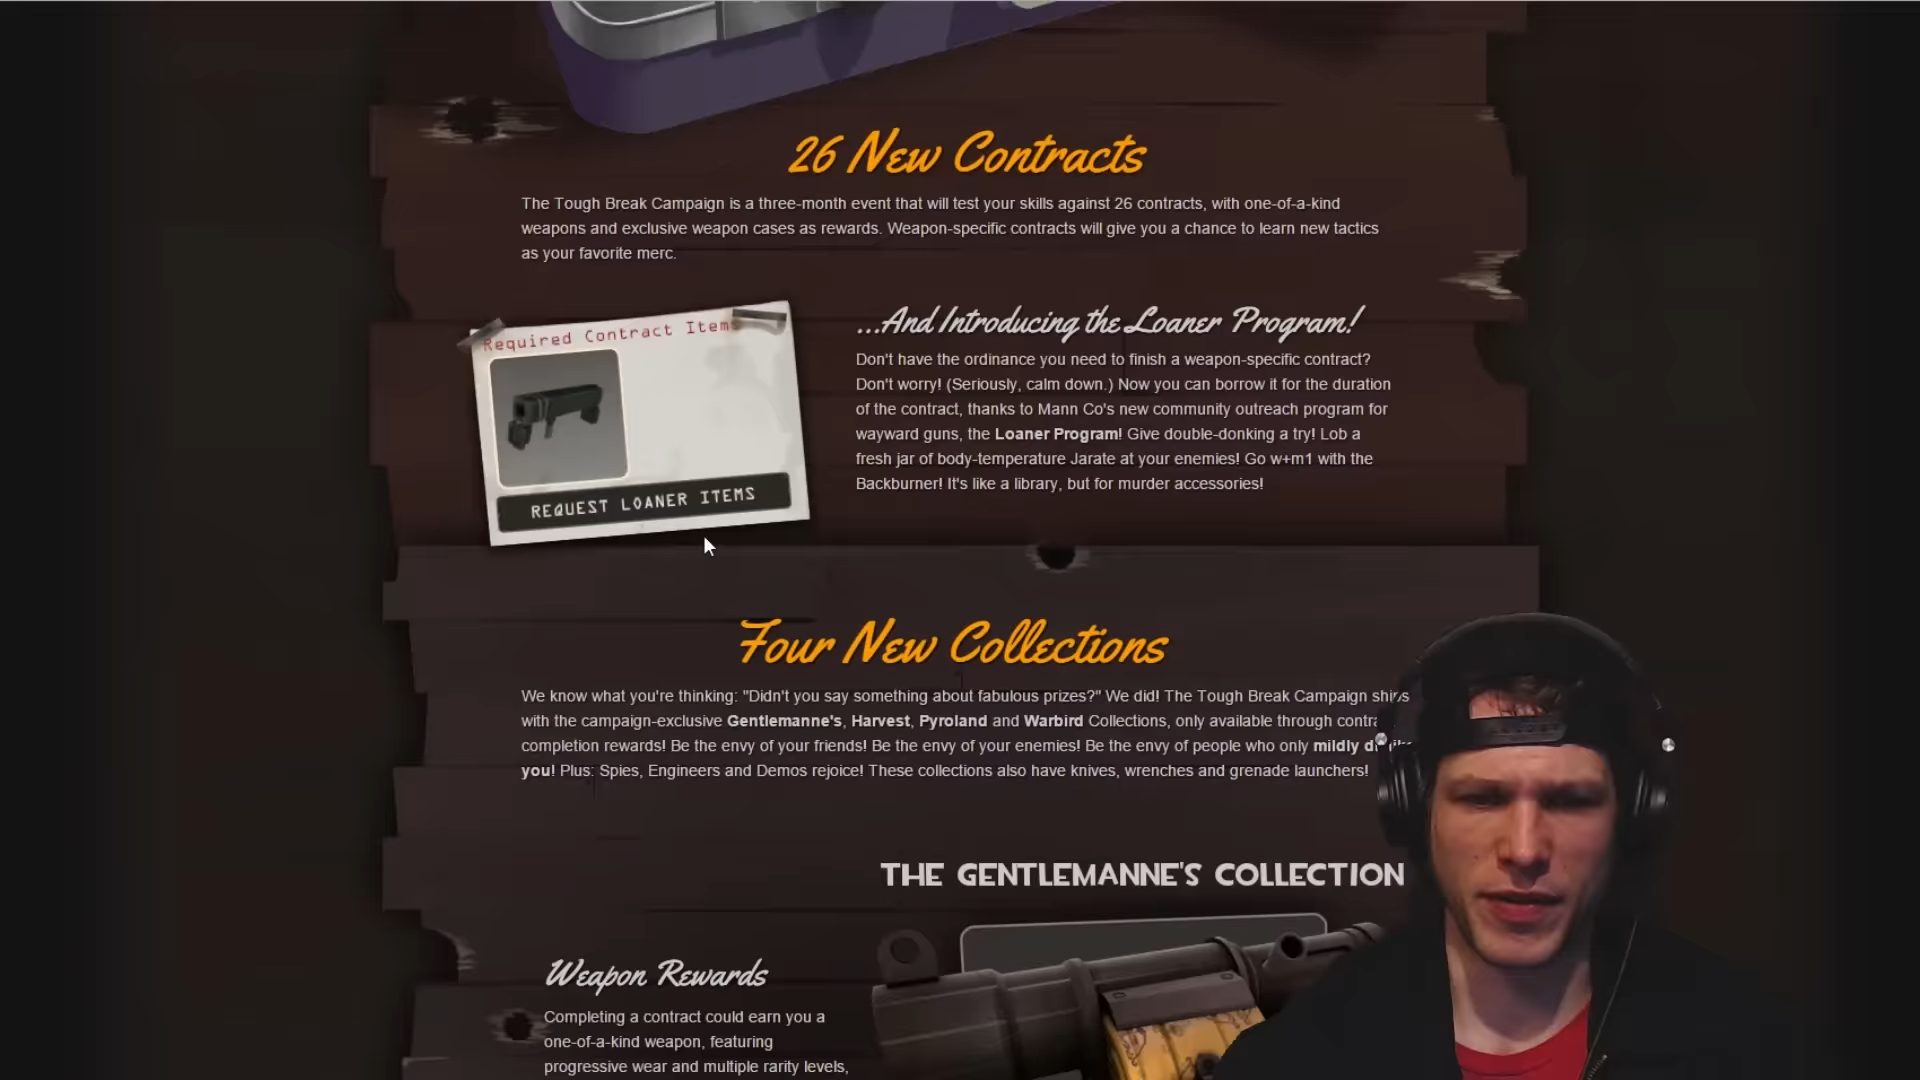 26 New Contracts
The Tough Break Campaign is a three-month event that will test your skills against 26 contracts, with one-of-a-kind
weapons and exclusive weapon cases as rewards. Weapon-specific contracts will give you a chance to learn new tactics
as your favorite merc.
Required Contract Items
REQUEST LOANER ITEMS
...And Introducing the Loaner Program!
Don't have the ordinance you need to finish a weapon-specific contract?
Don't worry! (Seriously, calm down.) Now you can borrow it for the duration
of the contract, thanks to Mann Co's new community outreach program for
wayward guns, the Loaner Program! Give double-donking a try! Lob a
fresh jar of body-temperature Jarate at your enemies! Go w+m1 with the
Backburner! It's like a library, but for murder accessories!
Four New Collections
We know what you're thinking: "Didn't you say something about fabulous prizes?" We did! The Tough Break Campaign ships
with the campaign-exclusive Gentlemanne's, Harvest, Pyroland and Warbird Collections, only available through
completion rewards! Be the envy of your friends! Be the envy of your enemies! Be the envy of people who only mildly
you! Plus: Spies, Engineers and Demos rejoice! These collections also have knives, wrenches and grenade launchers!
THE GENTLEMANNE'S COLLECTION
Weapon Rewards
Completing a contract could earn you a
one-of-a-kind weapon, featuring
progressive wear and multiple rarity levels,